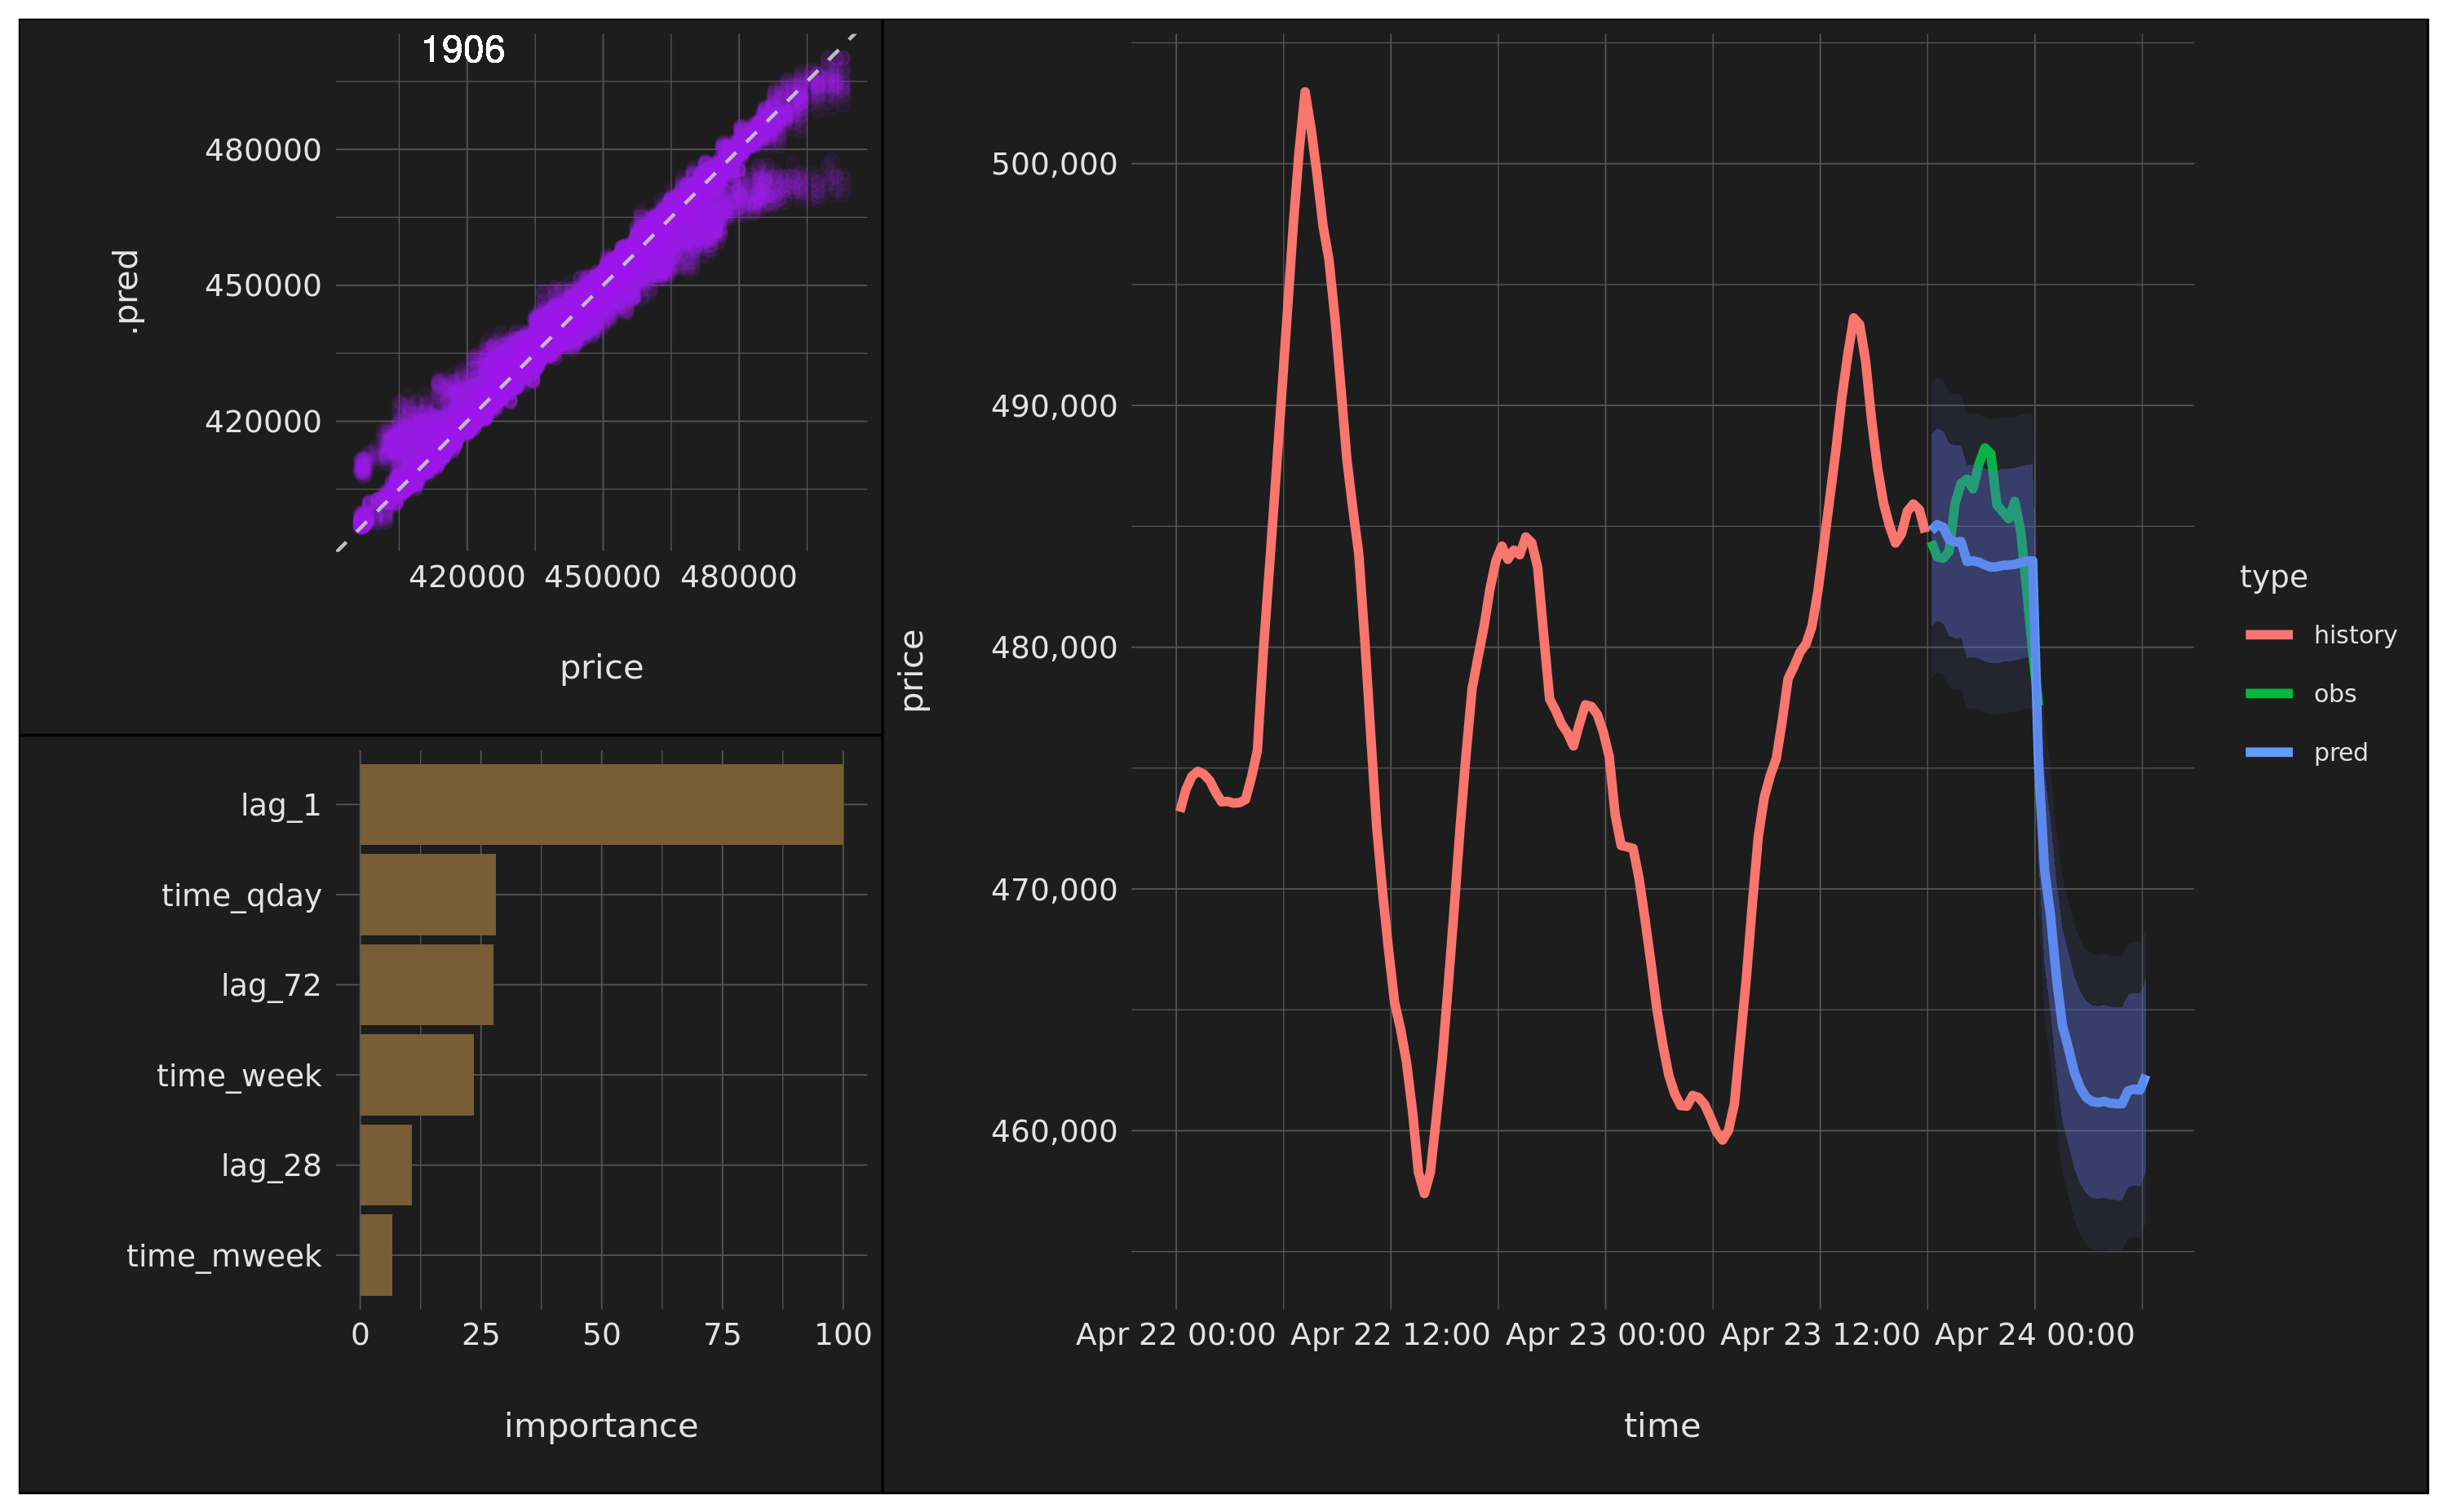 1906
.pred
480000
450000
420000
420000 450000 480000
price
lag_1
time_qday
lag_72
time_week
lag_28
time_mweek
0 25 50 75 100
importance
price
500,000
490,000
480,000
470,000
460,000
Apr 22 00:00 Apr 22 12:00 Apr 23 00:00 Apr 23 12:00 Apr 24 00:00
time
type
history
obs
pred